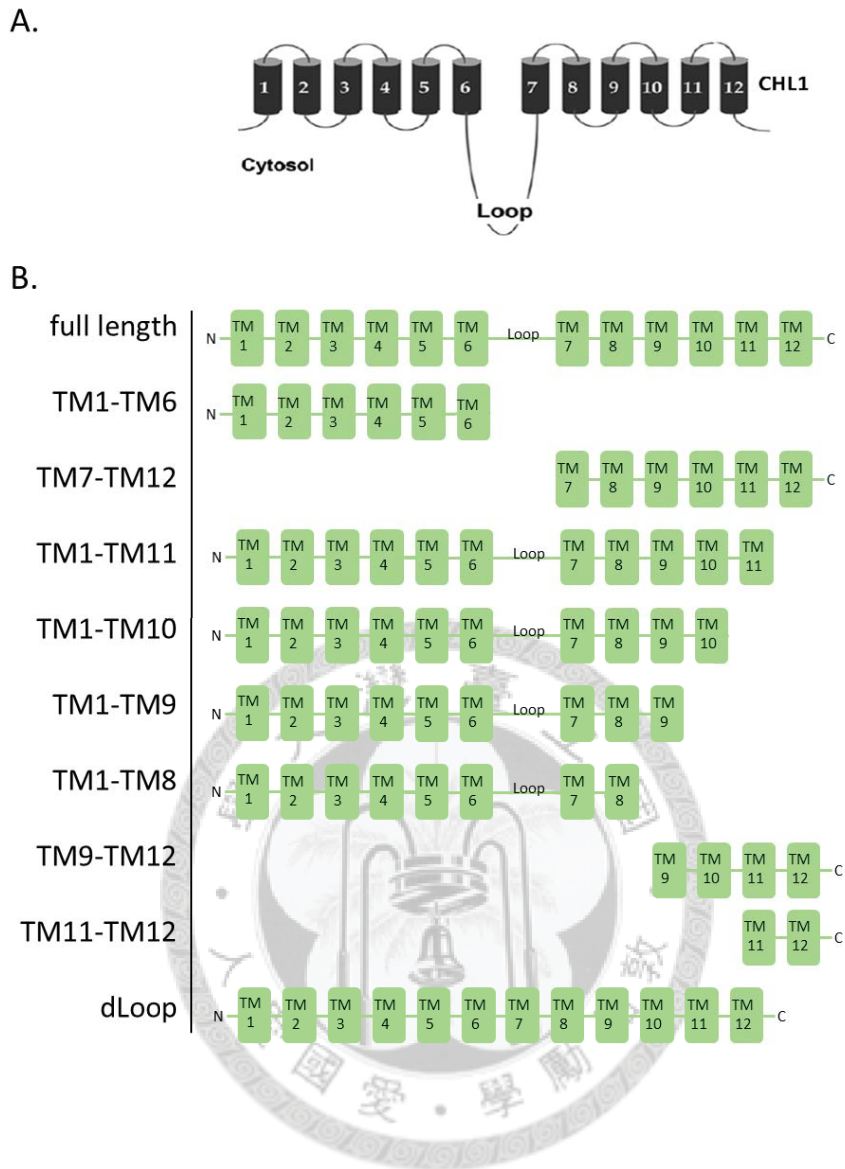 A.
1 2 3 4 5 6 7 8 9 10 11 12 CHL1
Cytosol
Loop
B.
full length N TM 1 TM 2 TM 3 TM 4 TM 5 TM 6 Loop TM 7 TM 8 TM 9 TM 10 TM 11 TM 12 C
TM1-TM6 N TM 1 TM 2 TM 3 TM 4 TM 5 TM 6
TM7-TM12 TM 7 TM 8 TM 9 TM 10 TM 11 TM 12 C
TM1-TM11 N TM 1 TM 2 TM 3 TM 4 TM 5 TM 6 Loop TM 7 TM 8 TM 9 TM 10 TM 11
TM1-TM10 N TM 1 TM 2 TM 3 TM 4 TM 5 TM 6 Loop TM 7 TM 8 TM 9 TM 10
TM1-TM9 N TM 1 TM 2 TM 3 TM 4 TM 5 TM 6 Loop TM 7 TM 8 TM 9
TM1-TM8 N TM 1 TM 2 TM 3 TM 4 TM 5 TM 6 Loop TM 7 TM 8
TM9-TM12 TM 9 TM 10 TM 11 TM 12 C
TM11-TM12 TM 11 TM 12 C
dLoop N TM 1 TM 2 TM 3 TM 4 TM 5 TM 6 TM 7 TM 8 TM 9 TM 10 TM 11 TM 12 C
勵學·愛國 人